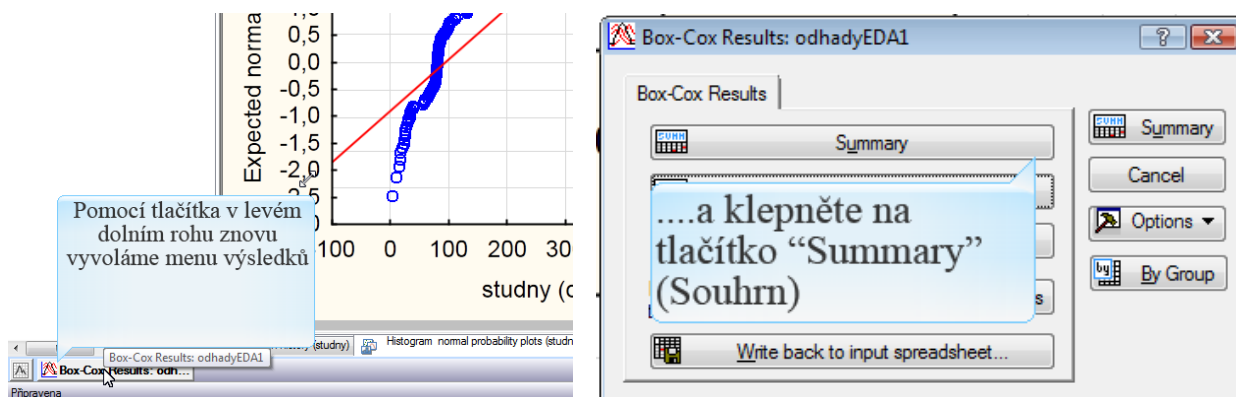 Expected norma
0,5
0,0
-0,5
-1,0
-1,5
-2,0
100 0 100 200 30
studny (c
Pomocí tlačítka v levém
dolním rohu znovu
vyvoláme menu výsledků
(studny)
Histogram normal probability plots (studn
Box-Cox Results: odhadyEDA1
Box-Cox Results: odh...
Připravena
Box-Cox Results: odhadyEDA1
Box-Cox Results
Summary
....a klepněte na
tlačítko “Summary”
(Souhrn)
s
Write back to input spreadsheet...
Summary
Cancel
Options
By Group